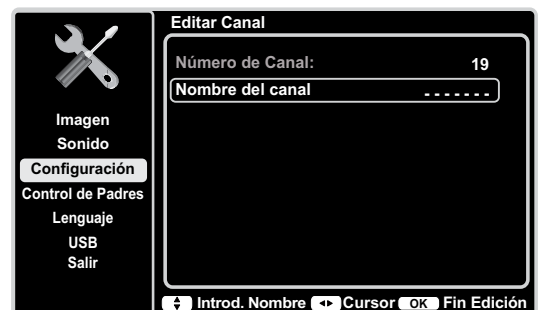 Editar Canal
Número de Canal: 19
Nombre del canal _ _ _ _ _ _ _
Imagen
Sonido
Configuración
Control de Padres
Lenguaje
USB
Salir
Introd. Nombre Cursor OK Fin Edición